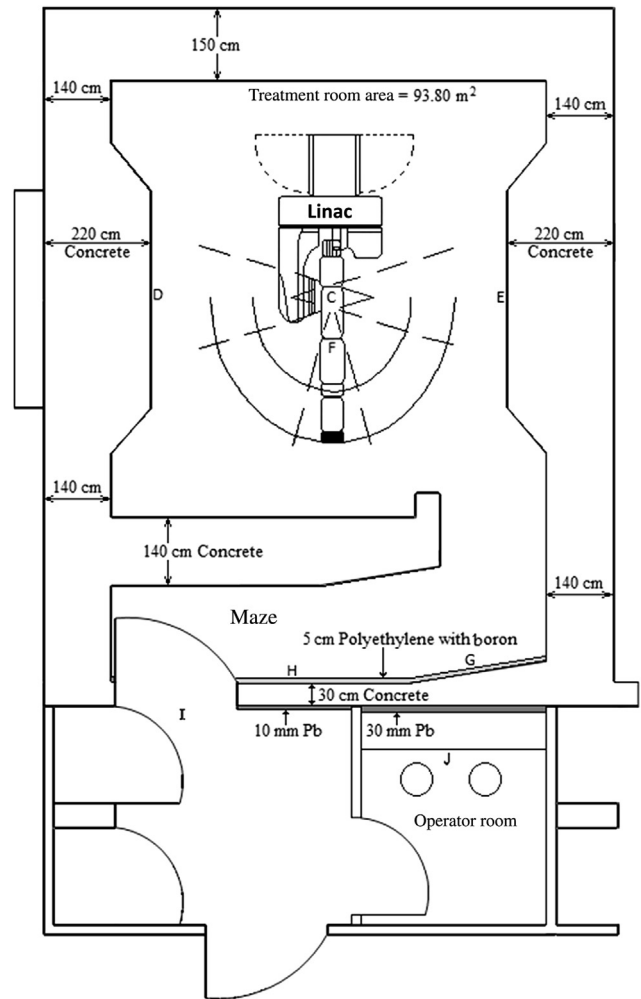 150 cm
140 cm
Treatment room area = 93.80 m²
140 cm
Linac
220 cm
Concrete
220 cm
Concrete
D
C
E
F
140 cm
140 cm Concrete
140 cm
Maze
5 cm Polyethylene with boron
H
G
30 cm Concrete
I
10 mm Pb
30 mm Pb
J
Operator room